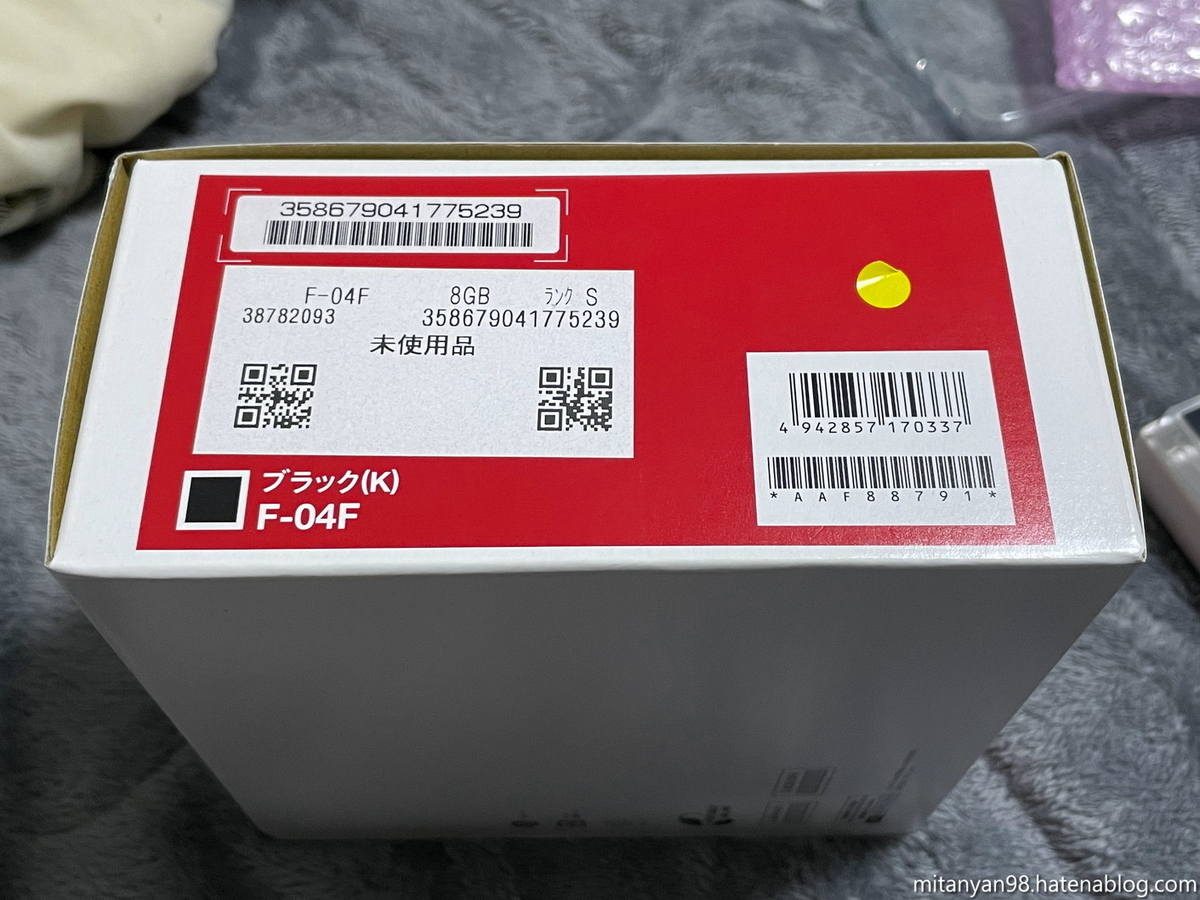 358679041775239
F-04F 8GB ﾗﾝｸ S
38782093 358679041775239
未使用品
ブラック(K)
F-04F
4 942857 170337
*AAF88791*
mitanyan98.hatenablog.com